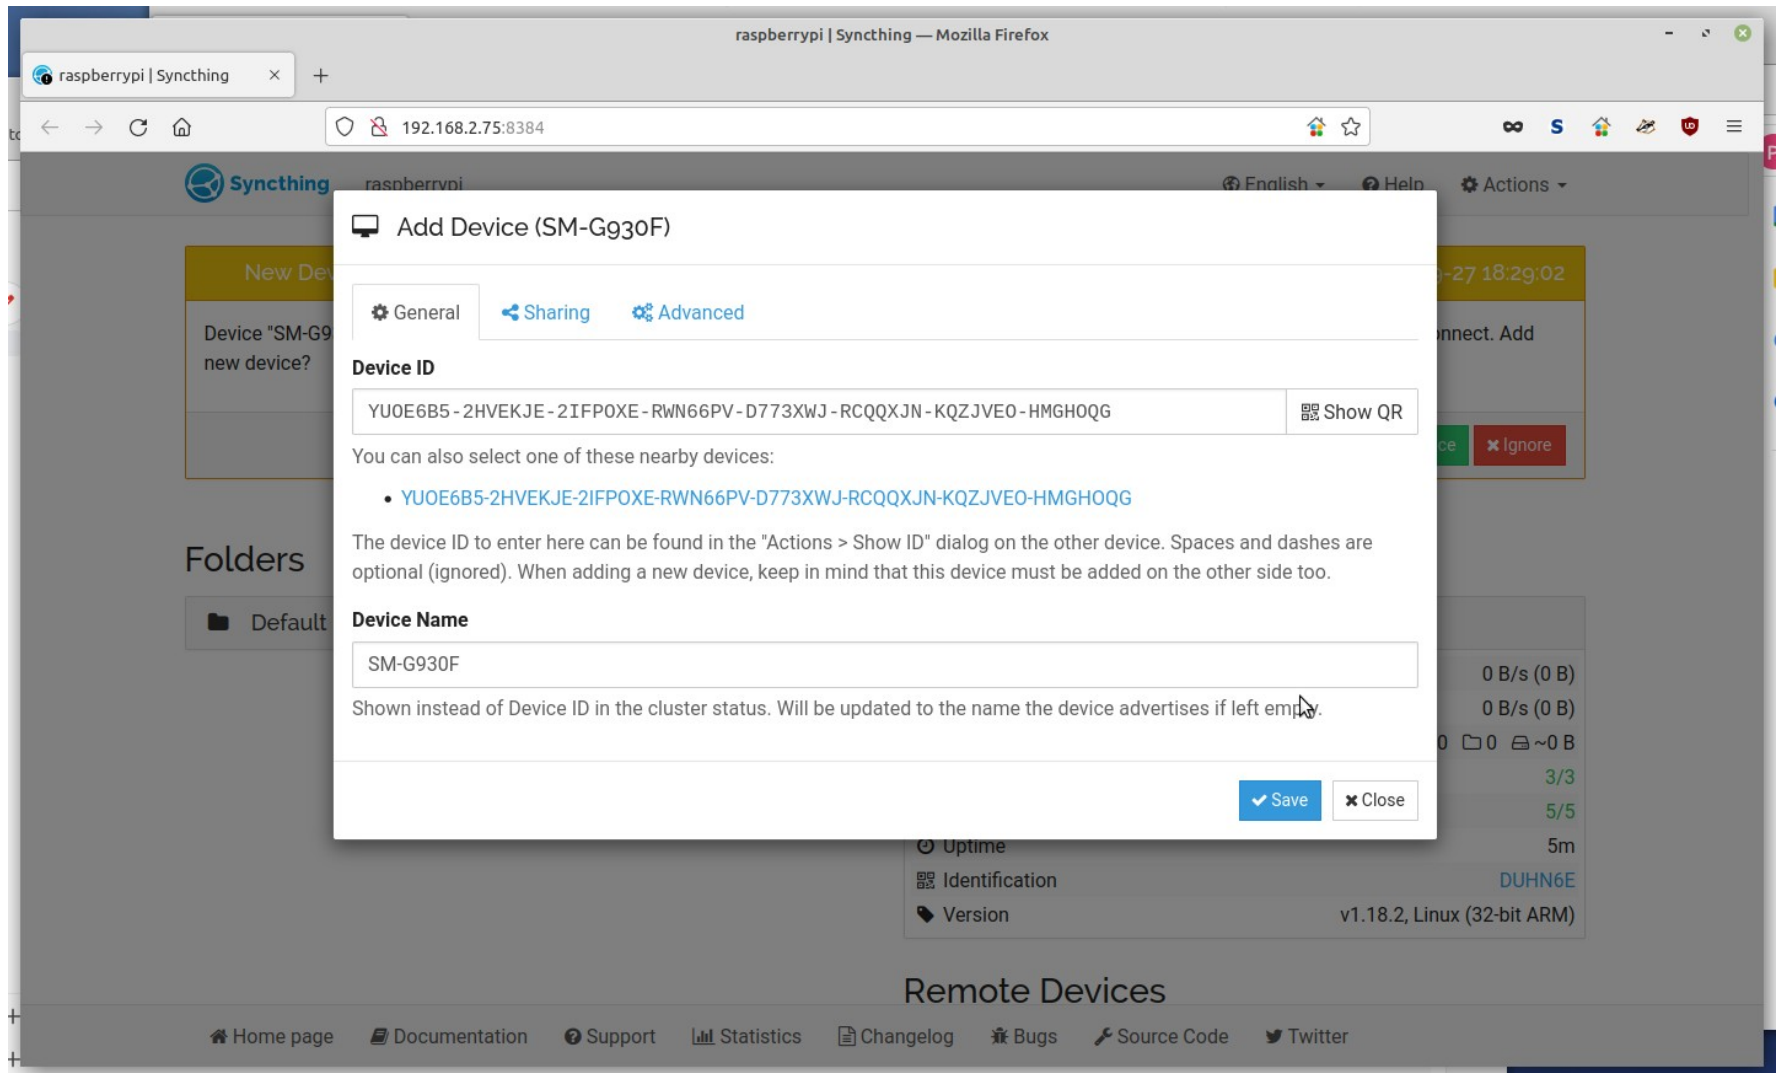 raspberrypi | Syncthing — Mozilla Firefox
raspberrypi | Syncthing
192.168.2.75:8384
Syncthing raspberrypi English Help Actions
Add Device (SM-G930F)
New Dev
-27 18:29:02
General Sharing Advanced
Device "SM-G9
onnect. Add
new device?
Device ID
YUOE6B5-2HVEKJE-2IFPOXE-RWN66PV-D773XWJ-RCQQXJN-KQZJVEO-HMGHOQG Show QR
ce Ignore
You can also select one of these nearby devices:
YUOE6B5-2HVEKJE-2IFPOXE-RWN66PV-D773XWJ-RCQQXJN-KQZJVEO-HMGHOQG
The device ID to enter here can be found in the "Actions > Show ID" dialog on the other device. Spaces and dashes are
optional (ignored). When adding a new device, keep in mind that this device must be added on the other side too.
Folders
Default
Device Name
SM-G930F
Shown instead of Device ID in the cluster status. Will be updated to the name the device advertises if left empty.
Save Close
0 B/s (0 B)
0 B/s (0 B)
0 0 ~0 B
3/3
5/5
Uptime 5m
Identification DUHN6E
Version v1.18.2, Linux (32-bit ARM)
Remote Devices
Home page Documentation Support Statistics Changelog Bugs Source Code Twitter